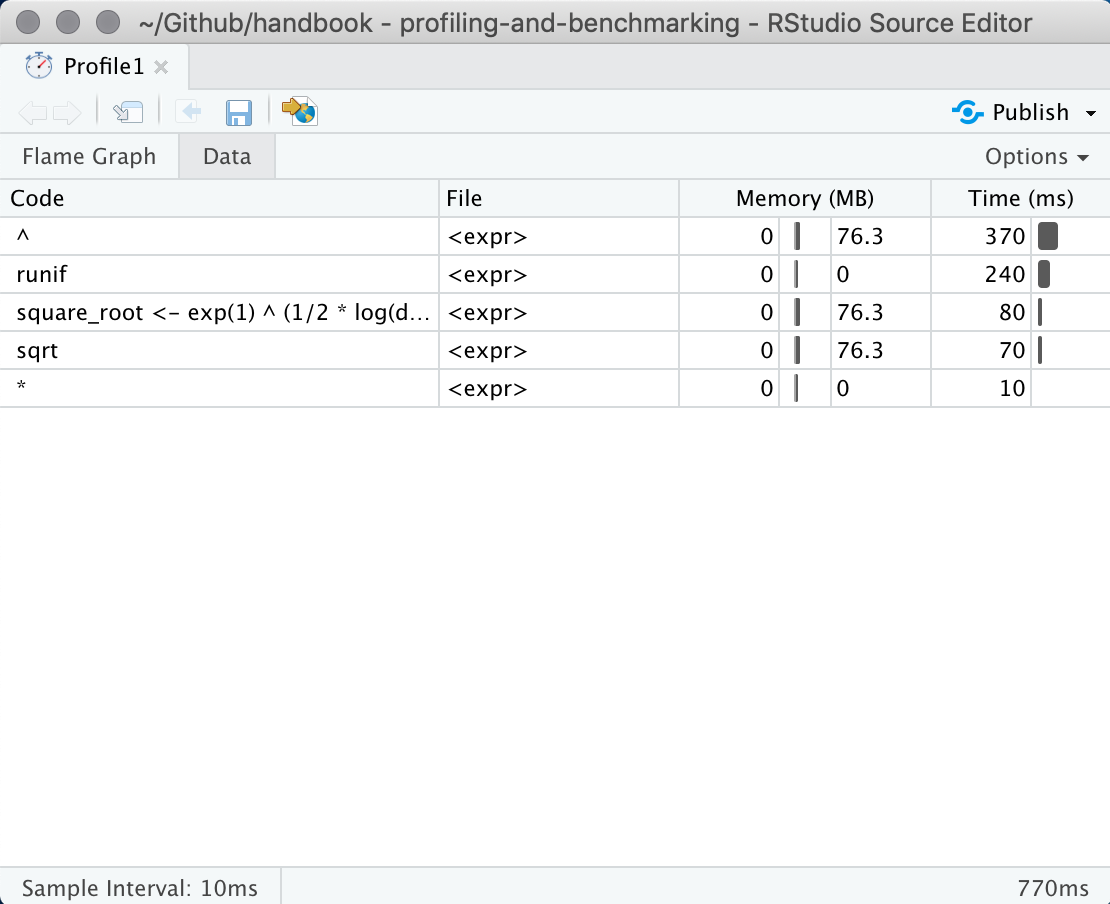 ~/Github/handbook - profiling-and-benchmarking - RStudio Source Editor
Profile1
Publish
Flame Graph Data Options
Code File Memory (MB) Time (ms)
^ <expr> 0 76.3 370
runif <expr> 0 0 240
square_root <- exp(1) ^ (1/2 * log(d... <expr> 0 76.3 80
sqrt <expr> 0 76.3 70
* <expr> 0 0 10
Sample Interval: 10ms 770ms